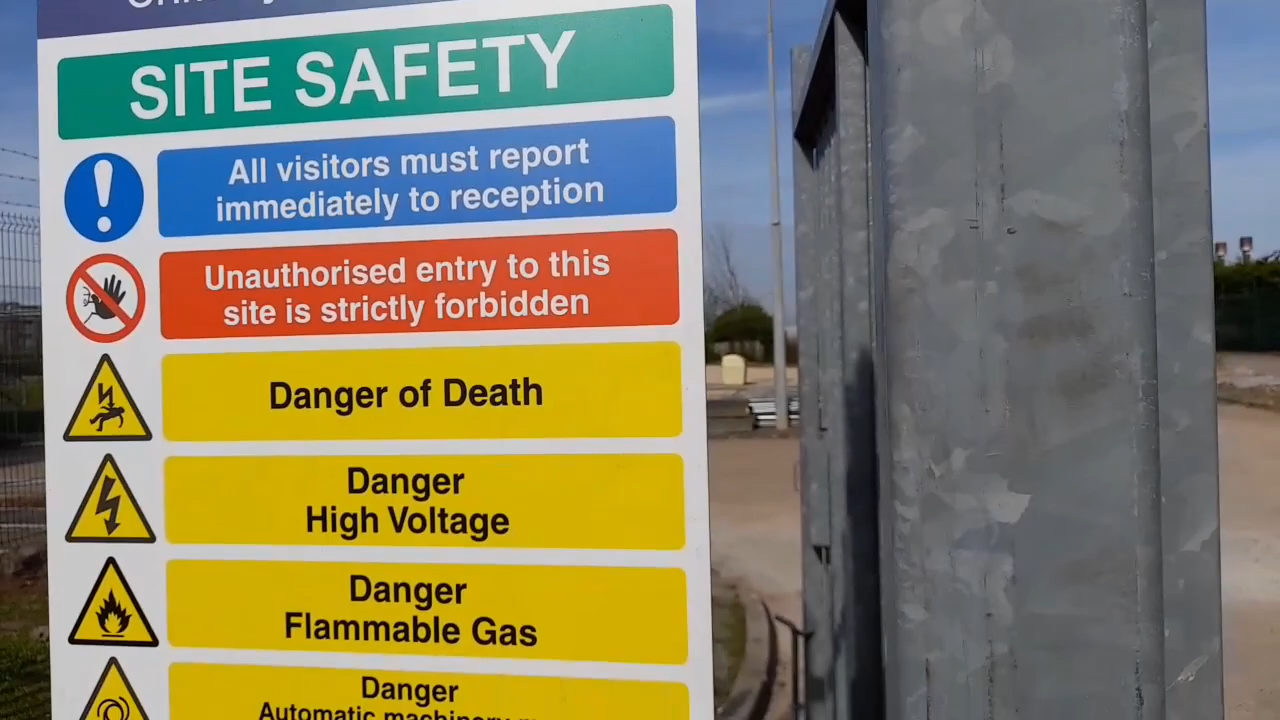 SITE SAFETY
All visitors must report
immediately to reception
Unauthorised entry to this
site is strictly forbidden
Danger of Death
Danger
High Voltage
Danger
Flammable Gas
Danger
Automatic machinery